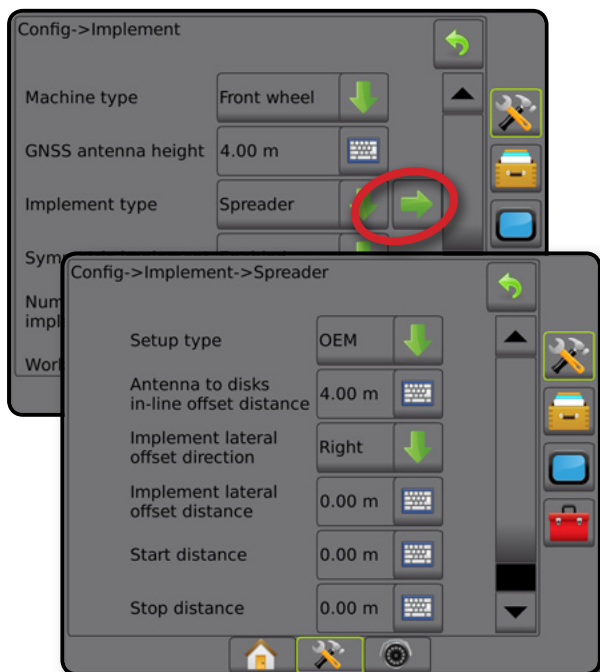 Config->Implement
Machine type Front wheel
GNSS antenna height 4.00 m
Implement type Spreader
Config->Implement->Spreader
Setup type OEM
Antenna to disks
in-line offset distance 4.00 m
Implement lateral
offset direction Right
Implement lateral
offset distance 0.00 m
Start distance 0.00 m
Stop distance 0.00 m